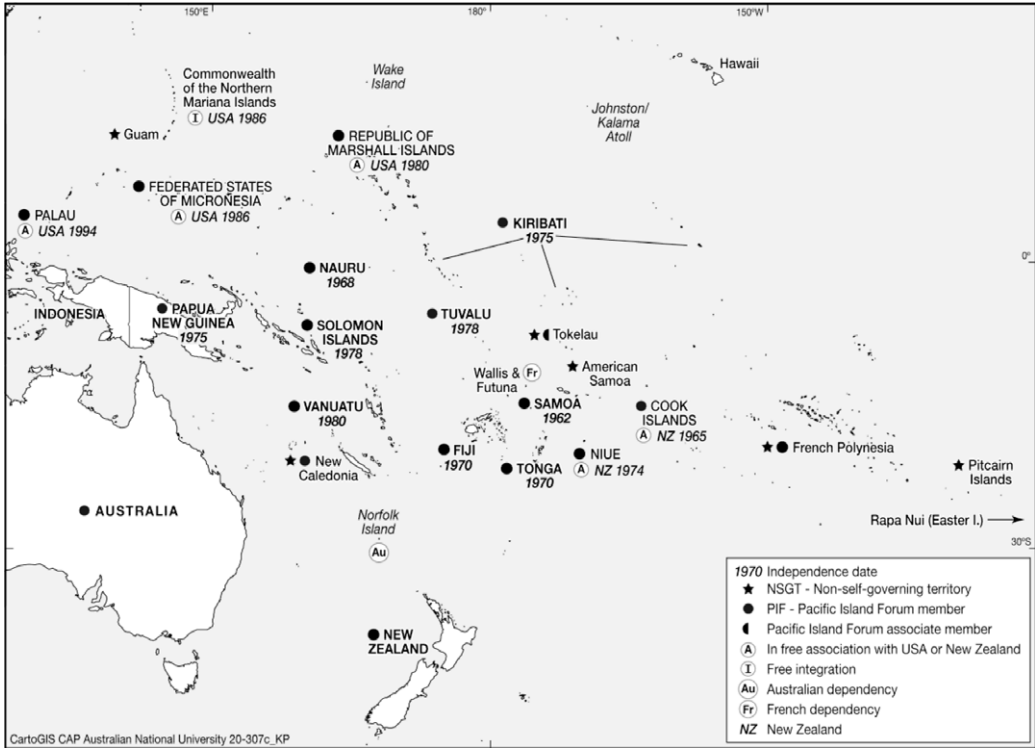 150ºE
180º
150ºW
Hawaii
Wake
Island
Commonwealth
of the Northern
Mariana Islands
I USA 1986
Johnston/
Kalama
Atoll
Guam
REPUBLIC OF
MARSHALL ISLANDS
A USA 1980
FEDERATED STATES
OF MICRONESIA
A USA 1986
PALAU
A USA 1994
KIRIBATI
1975
0º
NAURU
1968
INDONESIA
PAPUA
NEW GUINEA
1975
SOLOMON
ISLANDS
1978
TUVALU
1978
Tokelau
Wallis &
Futuna
Fr
American
Samoa
VANUATU
1980
SAMOA
1962
COOK
ISLANDS
A NZ 1965
New
Caledonia
FIJI
1970
TONGA
1970
NIUE
A NZ 1974
French Polynesia
Pitcairn
Islands
AUSTRALIA
Norfolk
Island
Au
Rapa Nui (Easter I.)
30ºS
NEW
ZEALAND
1970 Independence date
NSGT - Non-self-governing territory
PIF - Pacific Island Forum member
Pacific Island Forum associate member
A In free association with USA or New Zealand
I Free integration
Au Australian dependency
Fr French dependency
NZ New Zealand
CartoGIS CAP Australian National University 20-307c_KP